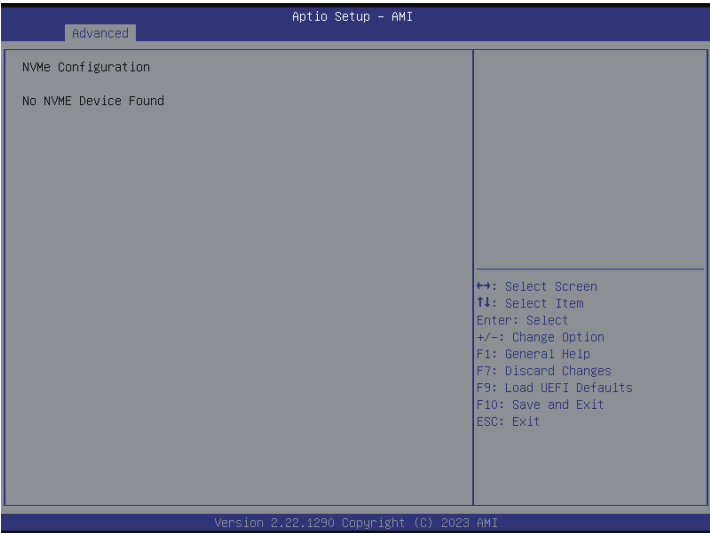 Aptio Setup – AMI
Advanced
NVMe Configuration
No NVME Device Found
↔: Select Screen
↑↓: Select Item
Enter: Select
+/-: Change Option
F1: General Help
F7: Discard Changes
F9: Load UEFI Defaults
F10: Save and Exit
ESC: Exit
Version 2.22.1290 Copyright (C) 2023 AMI